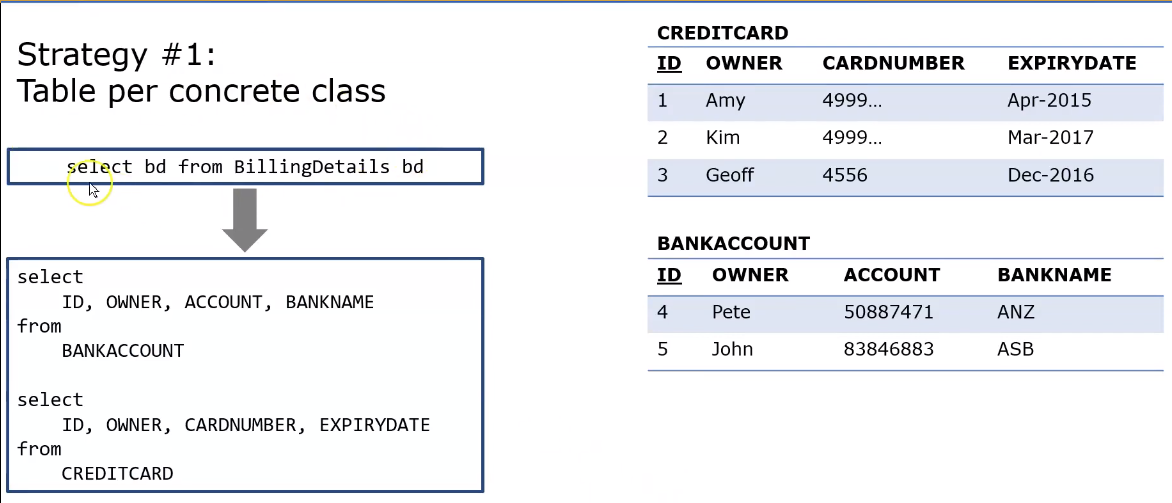 Strategy #1:
Table per concrete class
select bd from BillingDetails bd
select
ID, OWNER, ACCOUNT, BANKNAME
from
BANKACCOUNT
select
ID, OWNER, CARDNUMBER, EXPIRYDATE
from
CREDITCARD
CREDITCARD
ID OWNER CARDNUMBER EXPIRYDATE
1 Amy 4999... Apr-2015
2 Kim 4999... Mar-2017
3 Geoff 4556 Dec-2016
BANKACCOUNT
ID OWNER ACCOUNT BANKNAME
4 Pete 50887471 ANZ
5 John 83846883 ASB